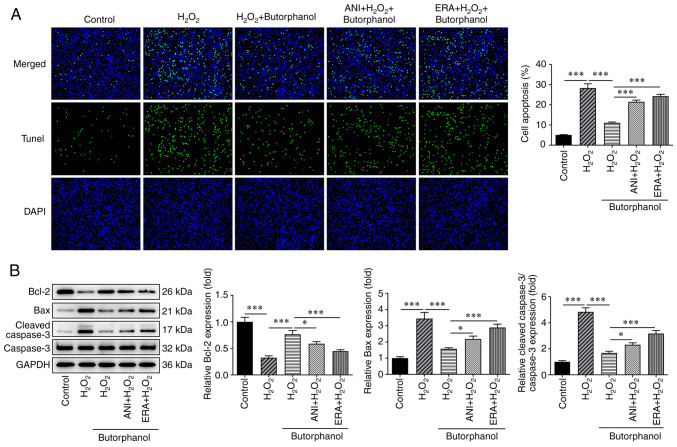 A
Control
H₂O₂
H₂O₂+Butorphanol
ANI+H₂O₂+
Butorphanol
ERA+H₂O₂+
Butorphanol
Merged
Tunel
DAPI
Cell apoptosis (%)
40
30
20
10
0
***
***
***
***
Control
H₂O₂
H₂O₂
ANI+H₂O₂
ERA+H₂O₂
Butorphanol
B
Bcl-2
26 kDa
Bax
21 kDa
Cleaved
caspase-3
17 kDa
Caspase-3
32 kDa
GAPDH
36 kDa
Control
H₂O₂
H₂O₂
ANI+H₂O₂
ERA+H₂O₂
Butorphanol
Relative Bcl-2 expression (fold)
1.5
1.0
0.5
0.0
***
***
***
*
Control
H₂O₂
H₂O₂
ANI+H₂O₂
ERA+H₂O₂
Butorphanol
Relative Bax expression (fold)
5
4
3
2
1
0
***
***
***
*
Control
H₂O₂
H₂O₂
ANI+H₂O₂
ERA+H₂O₂
Butorphanol
Relative cleaved caspase-3/
caspase-3 expression (fold)
6
4
2
0
***
***
***
*
Control
H₂O₂
H₂O₂
ANI+H₂O₂
ERA+H₂O₂
Butorphanol